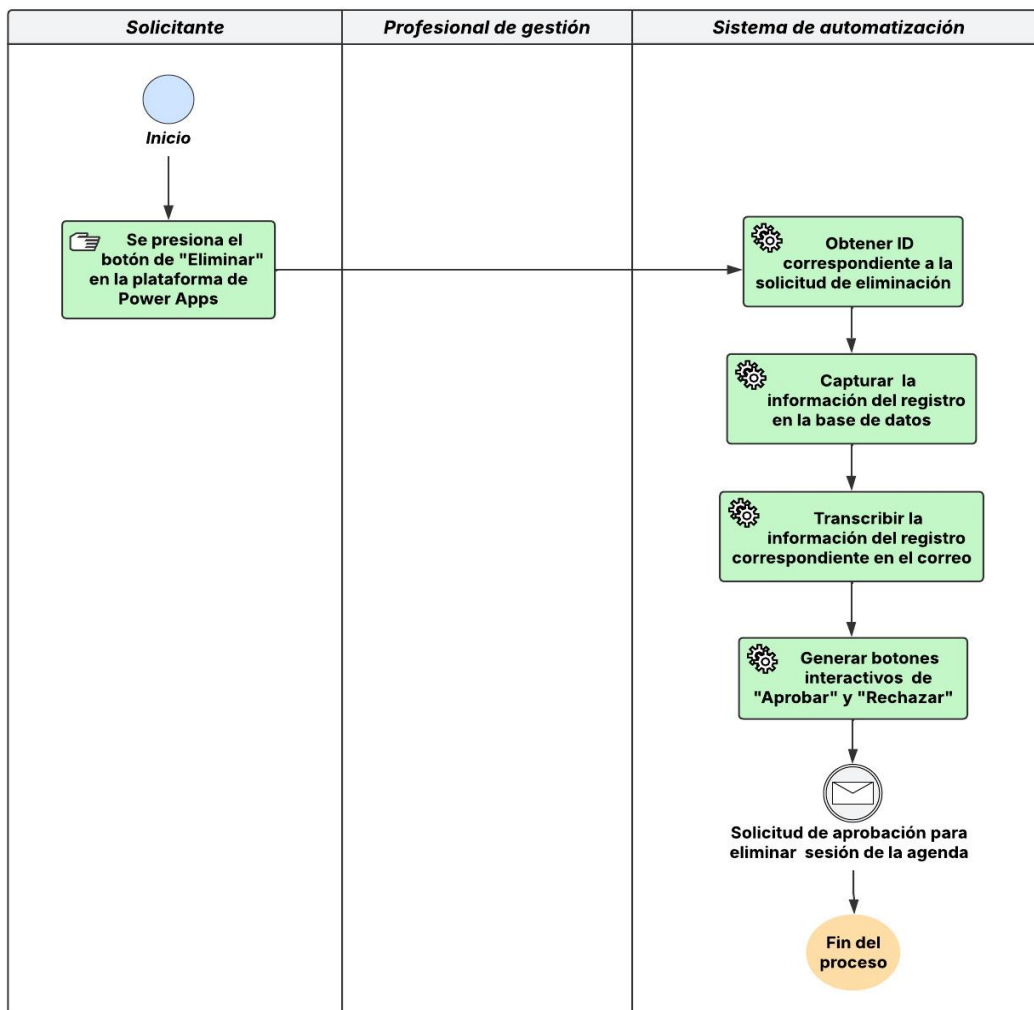 Solicitante
Profesional de gestión
Sistema de automatización
Inicio
Se presiona el
botón de "Eliminar"
en la plataforma de
Power Apps
Obtener ID
correspondiente a la
solicitud de eliminación
Capturar la
información del registro
en la base de datos
Transcribir la
información del registro
correspondiente en el correo
Generar botones
interactivos de
"Aprobar" y "Rechazar"
Solicitud de aprobación para
eliminar sesión de la agenda
Fin del
proceso